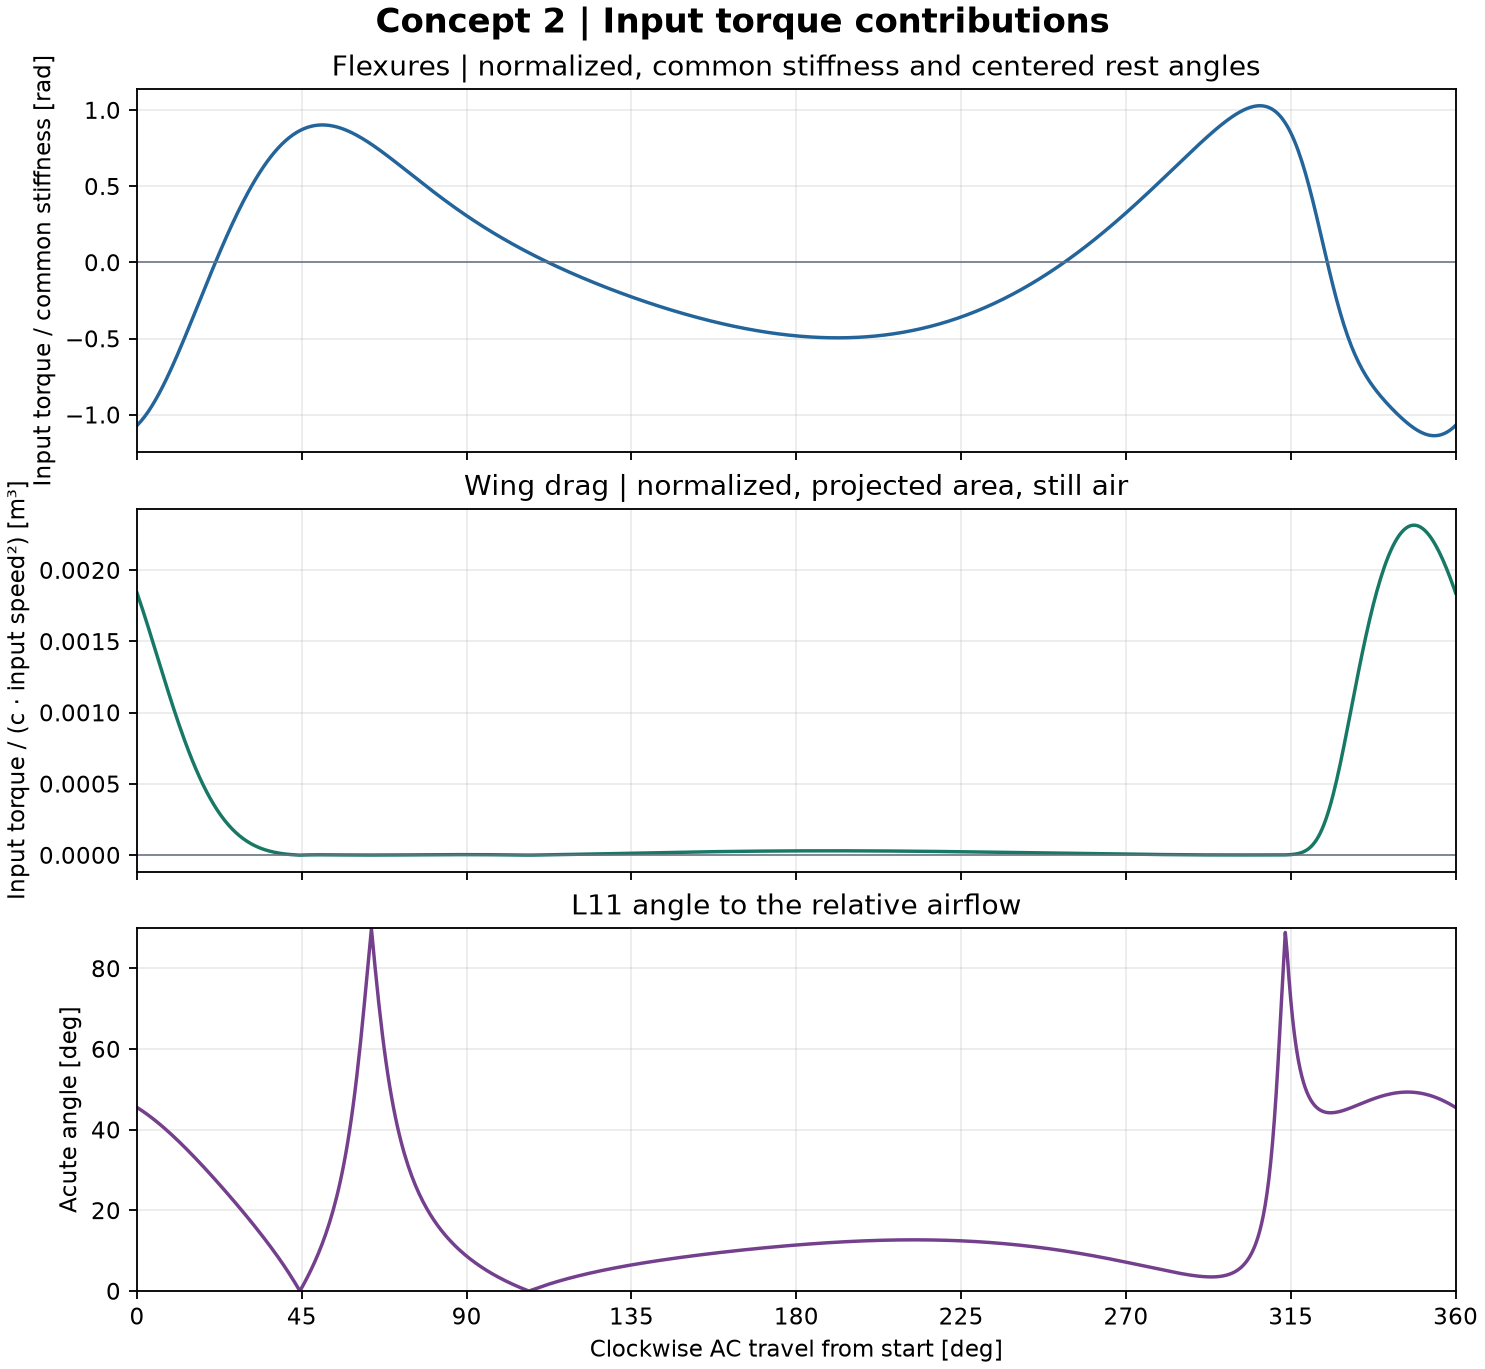 Concept 2 | Input torque contributions
Flexures | normalized, common stiffness and centered rest angles
Input torque / common stiffness [rad]
1.0
0.5
0.0
−0.5
−1.0
Wing drag | normalized, projected area, still air
Input torque / (c · input speed²) [m³]
0.0020
0.0015
0.0010
0.0005
0.0000
L11 angle to the relative airflow
Acute angle [deg]
80
60
40
20
0
0 45 90 135 180 225 270 315 360
Clockwise AC travel from start [deg]